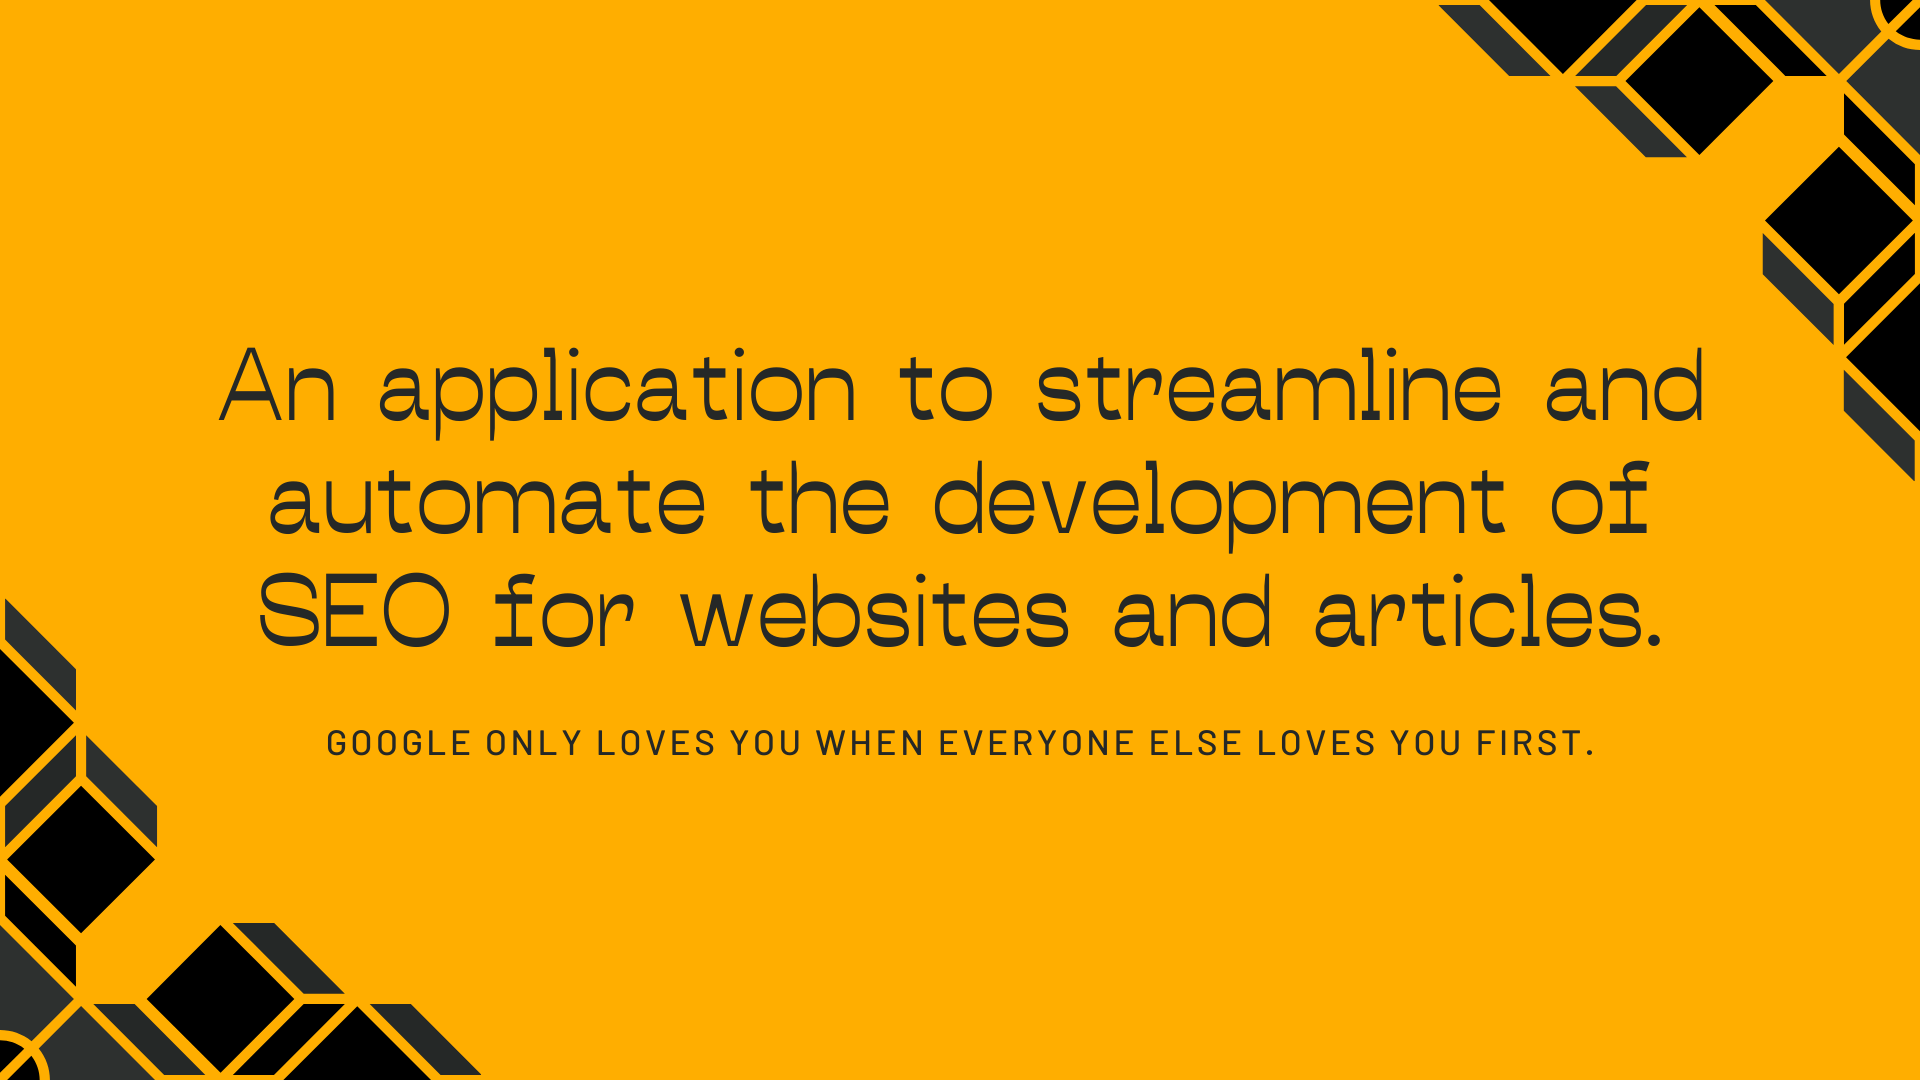 An application to streamline and
automate the development of
SEO for websites and articles.
GOOGLE ONLY LOVES YOU WHEN EVERYONE ELSE LOVES YOU FIRST.